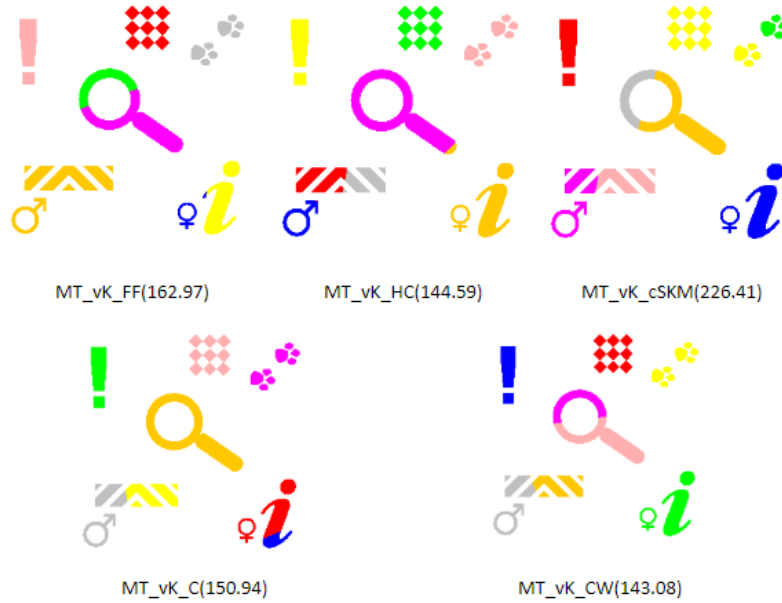 MT_vK_FF(162.97)
MT_vK_HC(144.59)
MT_vK_cSKM(226.41)
MT_vK_C(150.94)
MT_vK_CW(143.08)